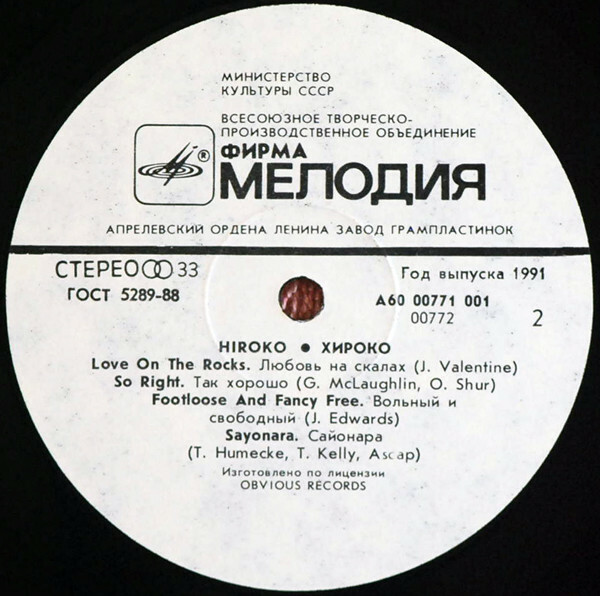 МИНИСТЕРСТВО
КУЛЬТУРЫ СССР
ВСЕСОЮЗНОЕ ТВОРЧЕСКО-
ПРОИЗВОДСТВЕННОЕ ОБЪЕДИНЕНИЕ
®
ФИРМА
МЕЛОДИЯ
АПРЕЛЕВСКИЙ ОРДЕНА ЛЕНИНА ЗАВОД ГРАМПЛАСТИНОК
СТЕРЕО 33
ГОСТ 5289-88
Год выпуска 1991
А60 00771 001
00772
2
HIROKO ● ХИРОКО
Love On The Rocks. Любовь на скалах (J. Valentine)
So Right. Так хорошо (G. McLaughlin, O. Shur)
Footloose And Fancy Free. Вольный и
свободный (J. Edwards)
Sayonara. Сайонара
(T. Humecke, T. Kelly, Ascap)
Изготовлено по лицензии
OBVIOUS RECORDS